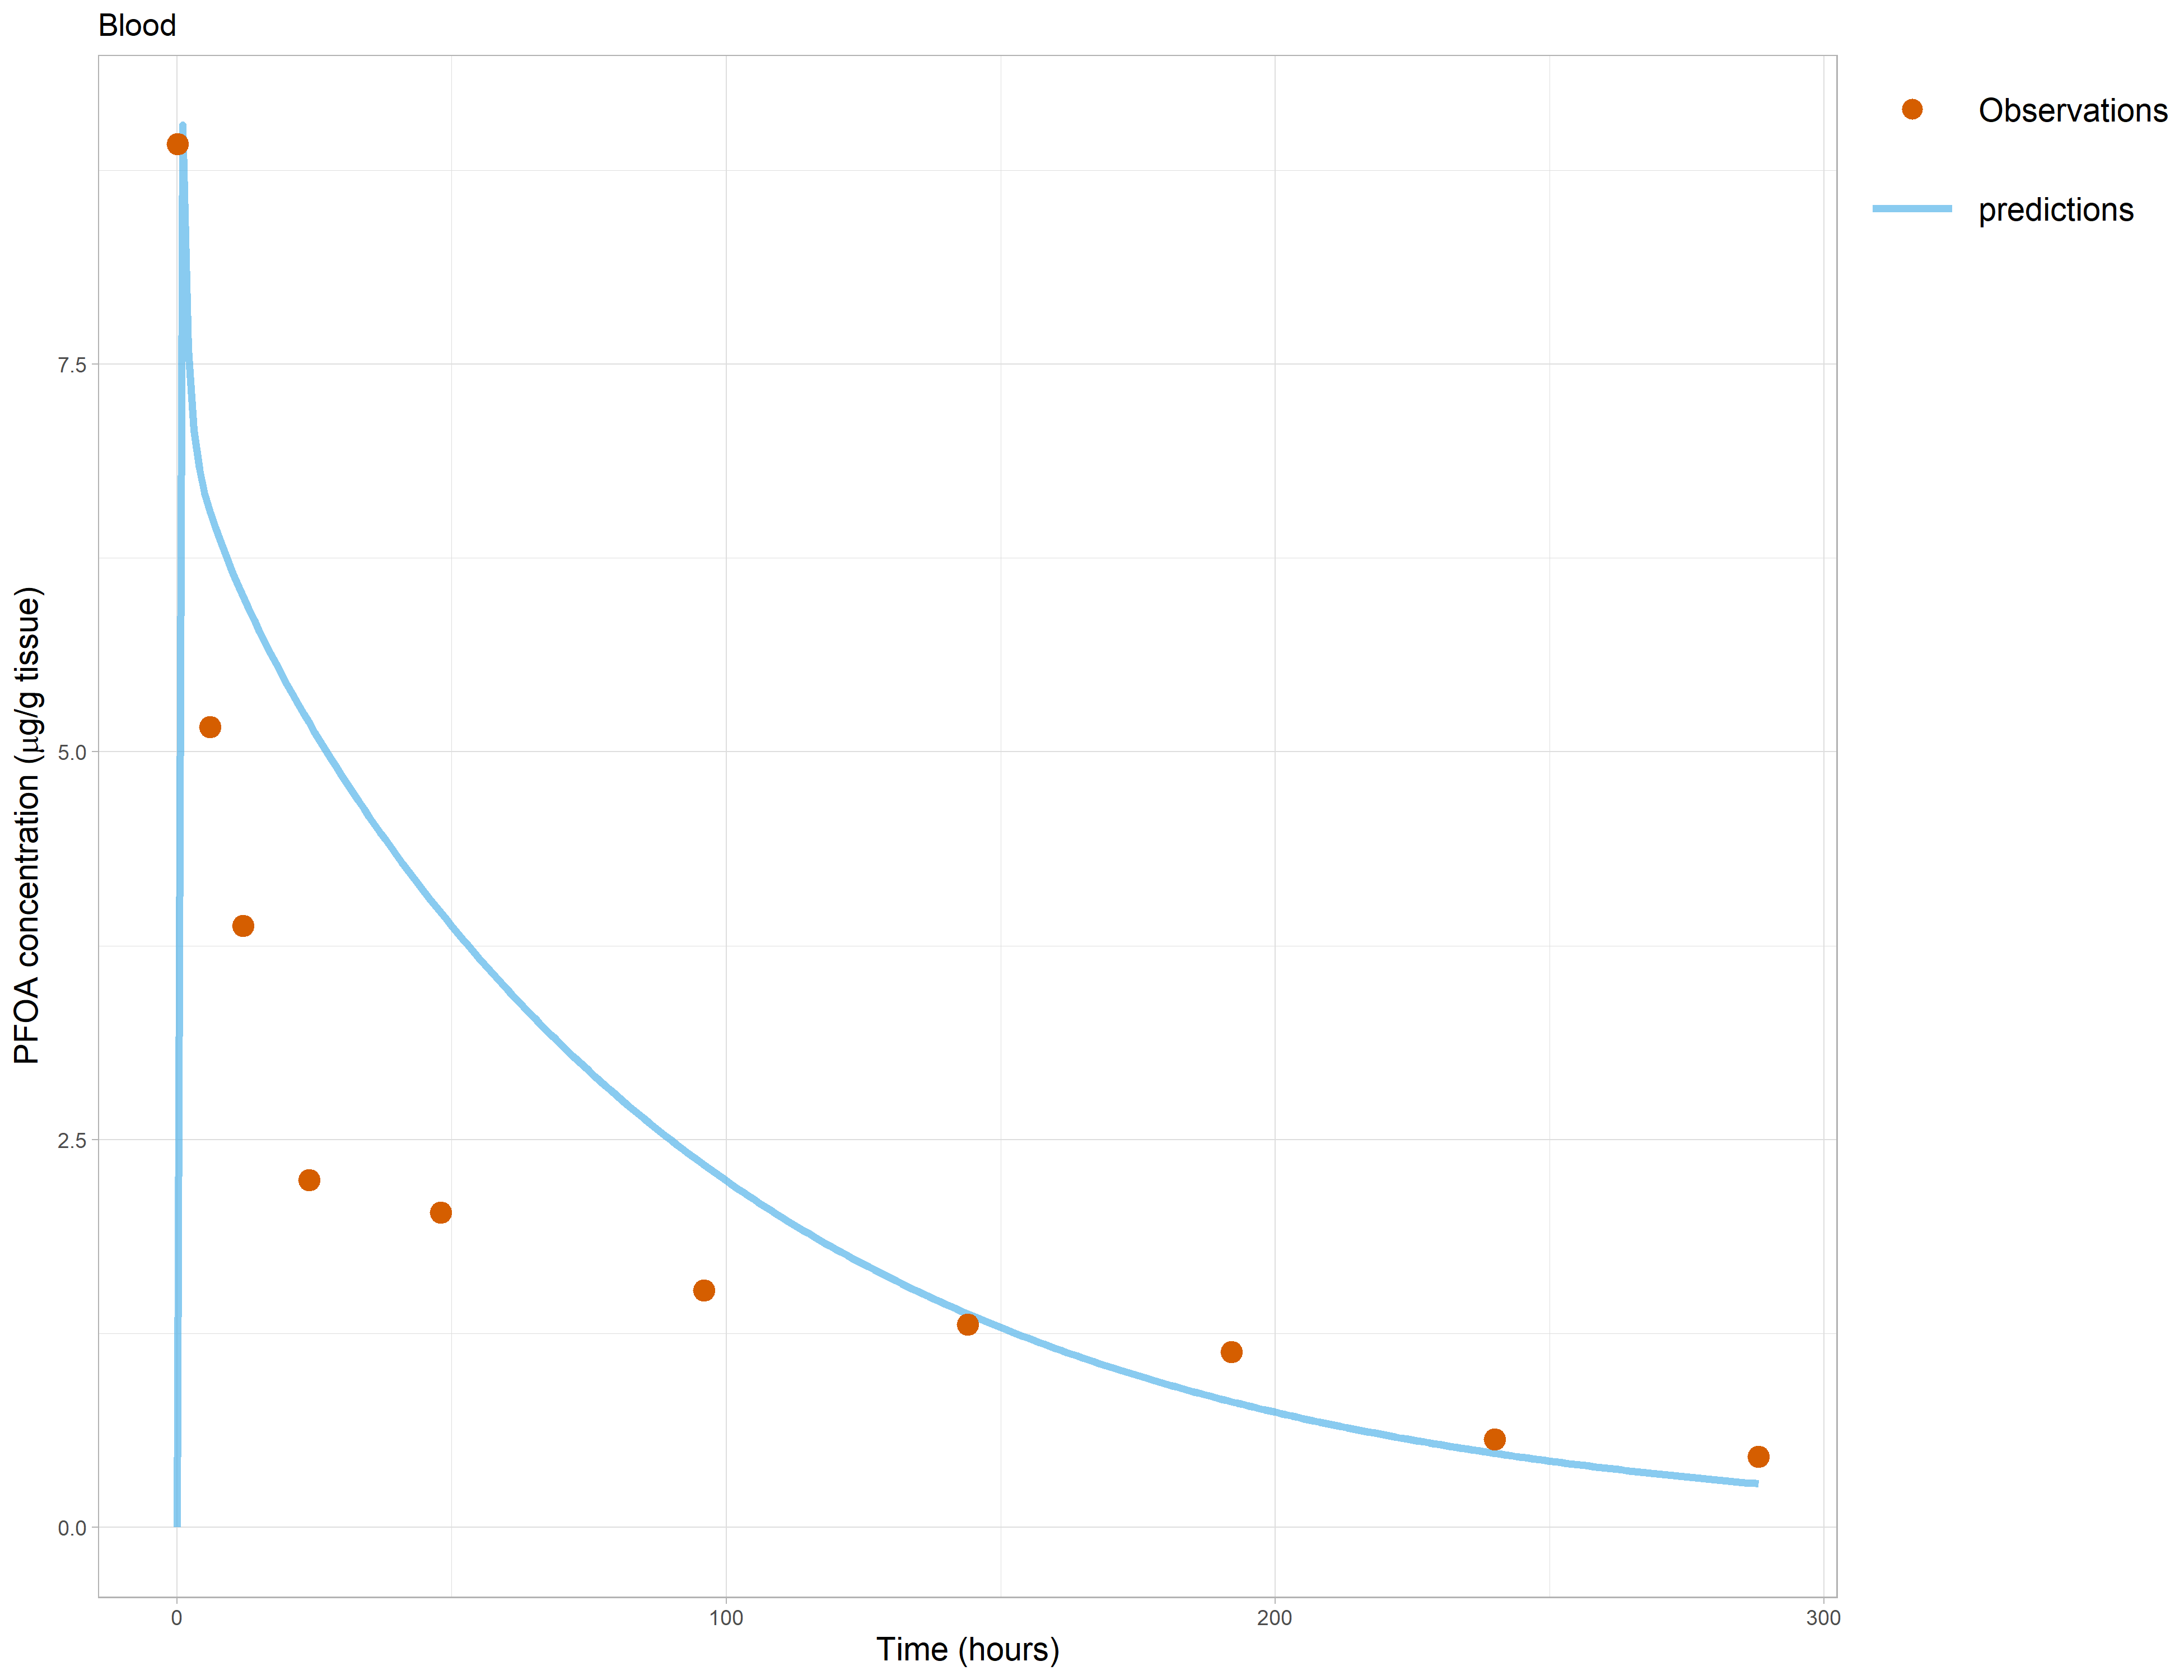 Blood
Observations
predictions
PFOA concentration (μg/g tissue)
7.5
5.0
2.5
0.0
0
100
200
300
Time (hours)